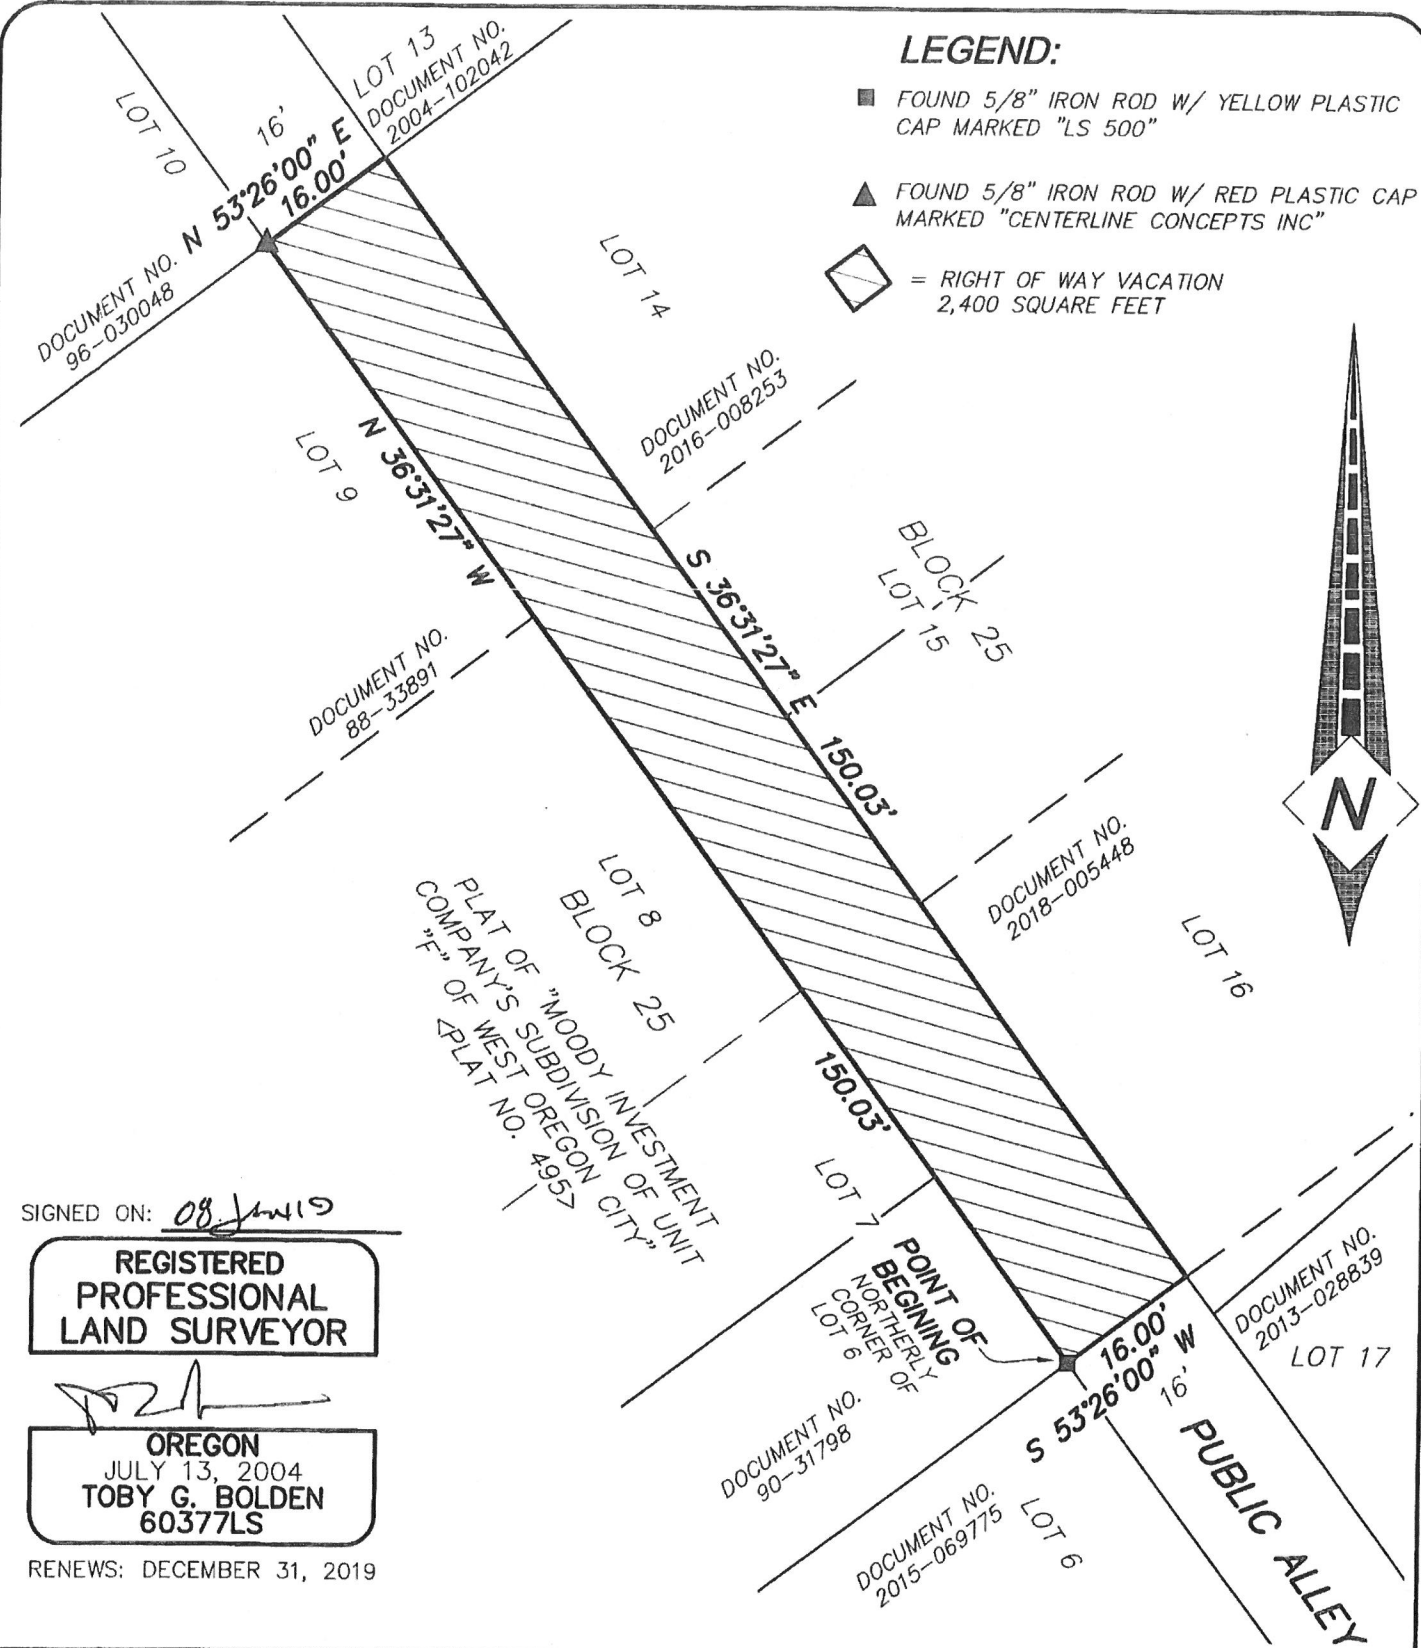 LEGEND:
FOUND 5/8" IRON ROD W/ YELLOW PLASTIC
CAP MARKED "LS 500"
FOUND 5/8" IRON ROD W/ RED PLASTIC CAP
MARKED "CENTERLINE CONCEPTS INC"
= RIGHT OF WAY VACATION
2,400 SQUARE FEET
LOT 13
DOCUMENT NO.
2004-102042
LOT 10
16'
N 53°26'00" E
16.00'
DOCUMENT NO.
96-030048
LOT 14
DOCUMENT NO.
2016-008253
LOT 9
N 36°31'27" W
S 36°31'27" E
150.03'
BLOCK 25
LOT 15
DOCUMENT NO.
88-33891
N
DOCUMENT NO.
2018-005448
LOT 16
LOT 8
BLOCK 25
PLAT OF "MOODY INVESTMENT
COMPANY'S SUBDIVISION OF UNIT
"F" OF WEST OREGON CITY"
<PLAT NO. 495>
150.03'
LOT 7
POINT OF
BEGINING
NORTHERLY
CORNER OF
LOT 6
16.00'
S 53°26'00" W
16'
DOCUMENT NO.
2013-028839
LOT 17
DOCUMENT NO.
90-31798
DOCUMENT NO.
2015-069775
LOT 6
PUBLIC ALLEY
SIGNED ON:
REGISTERED
PROFESSIONAL
LAND SURVEYOR
OREGON
JULY 13, 2004
TOBY G. BOLDEN
60377LS
RENEWS: DECEMBER 31, 2019